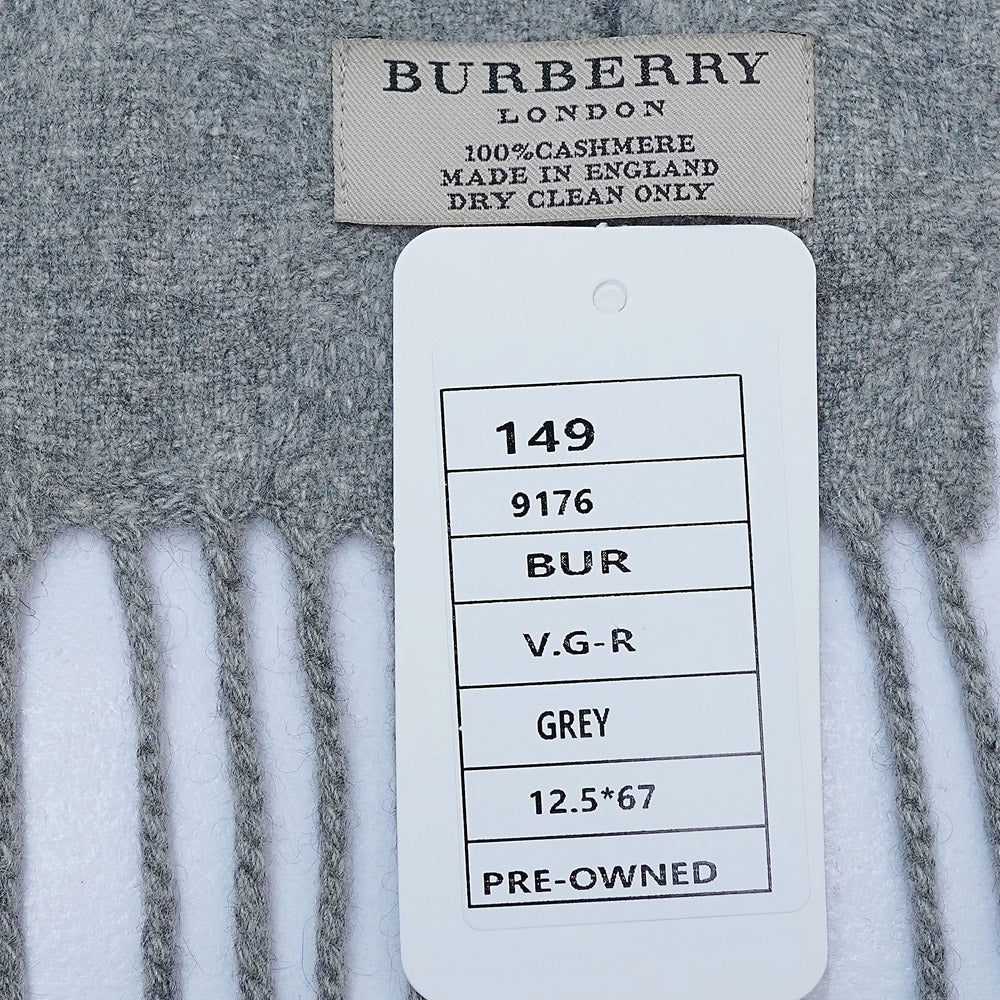 BURBERRY
LONDON
100%CASHMERE
MADE IN ENGLAND
DRY CLEAN ONLY
149
9176
BUR
V.G-R
GREY
12.5*67
PRE-OWNED